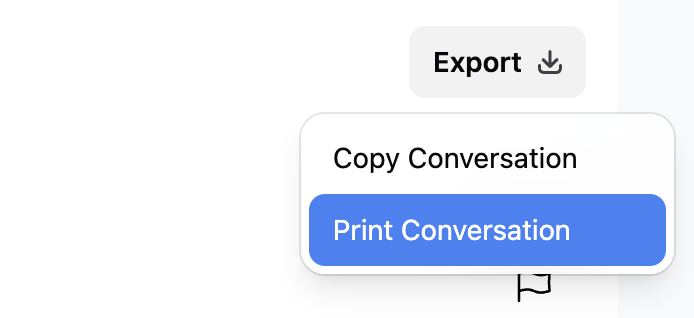 Export
Copy Conversation
Print Conversation